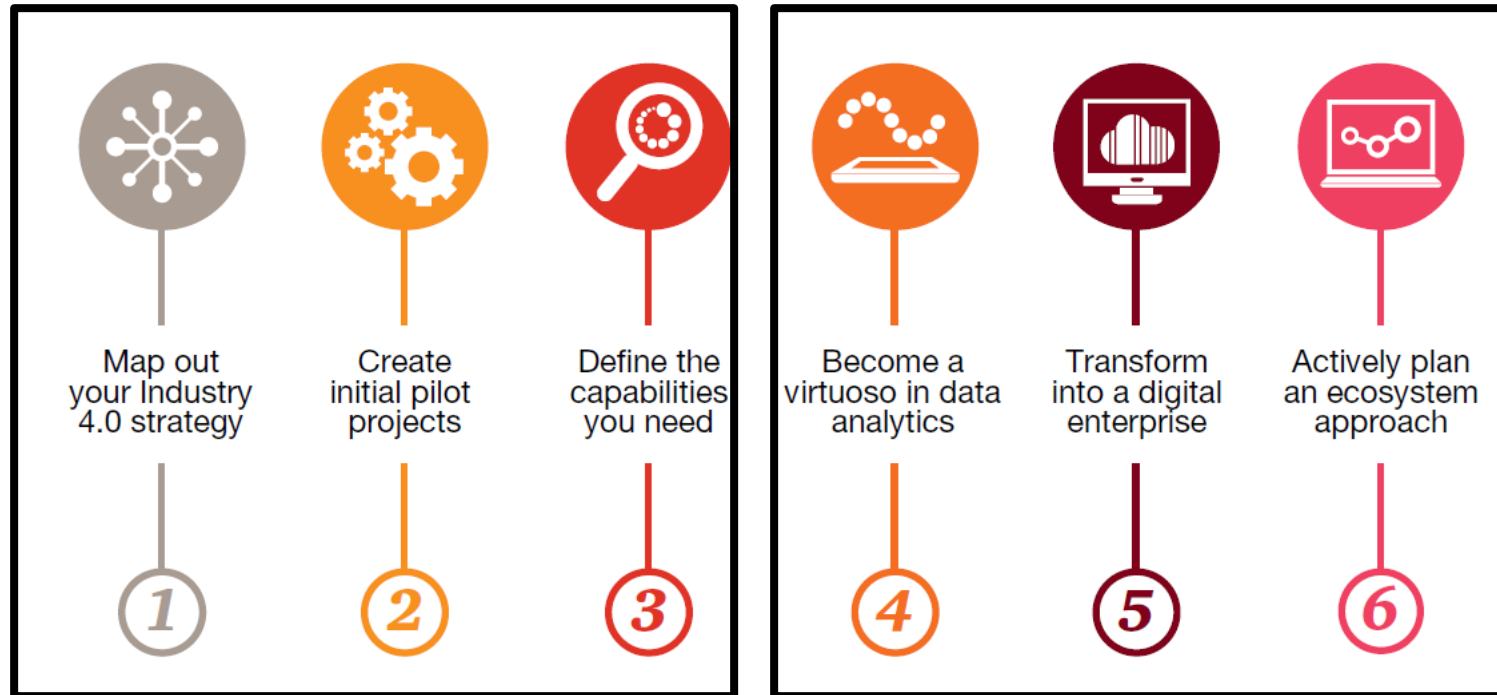 Map out
your Industry
4.0 strategy
1
Create
initial pilot
projects
2
Define the
capabilities
you need
3
Become a
virtuoso in data
analytics
4
Transform
into a digital
enterprise
5
Actively plan
an ecosystem
approach
6